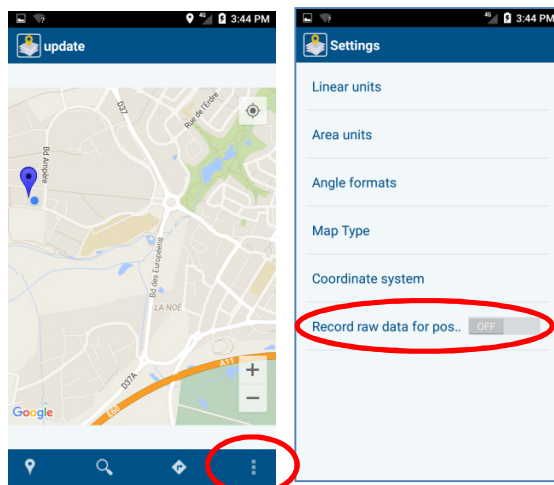 4G 3:44 PM
update
D37
Rue de l'Erdre
Bd Ampère
Bd des Européens
LA-NOË
A11
D37A
E60
Google
+
−
4G 3:44 PM
Settings
Linear units
Area units
Angle formats
Map Type
Coordinate system
Record raw data for pos.. OFF